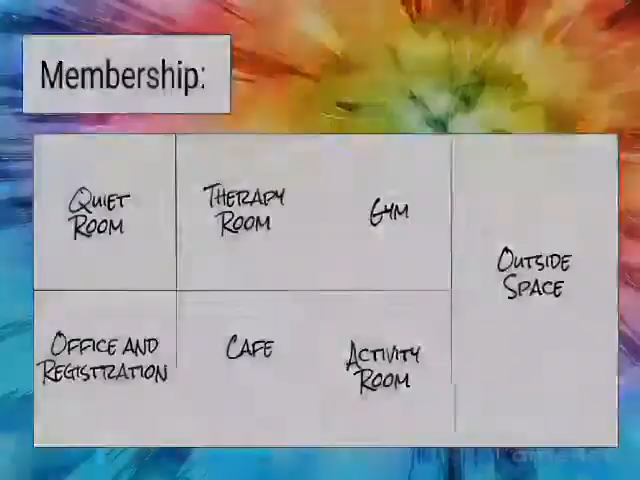 Membership:
QUIET
ROOM
THERAPY
ROOM
GYM
OUTSIDE
SPACE
OFFICE AND
REGISTRATION
CAFE
ACTIVITY
ROOM